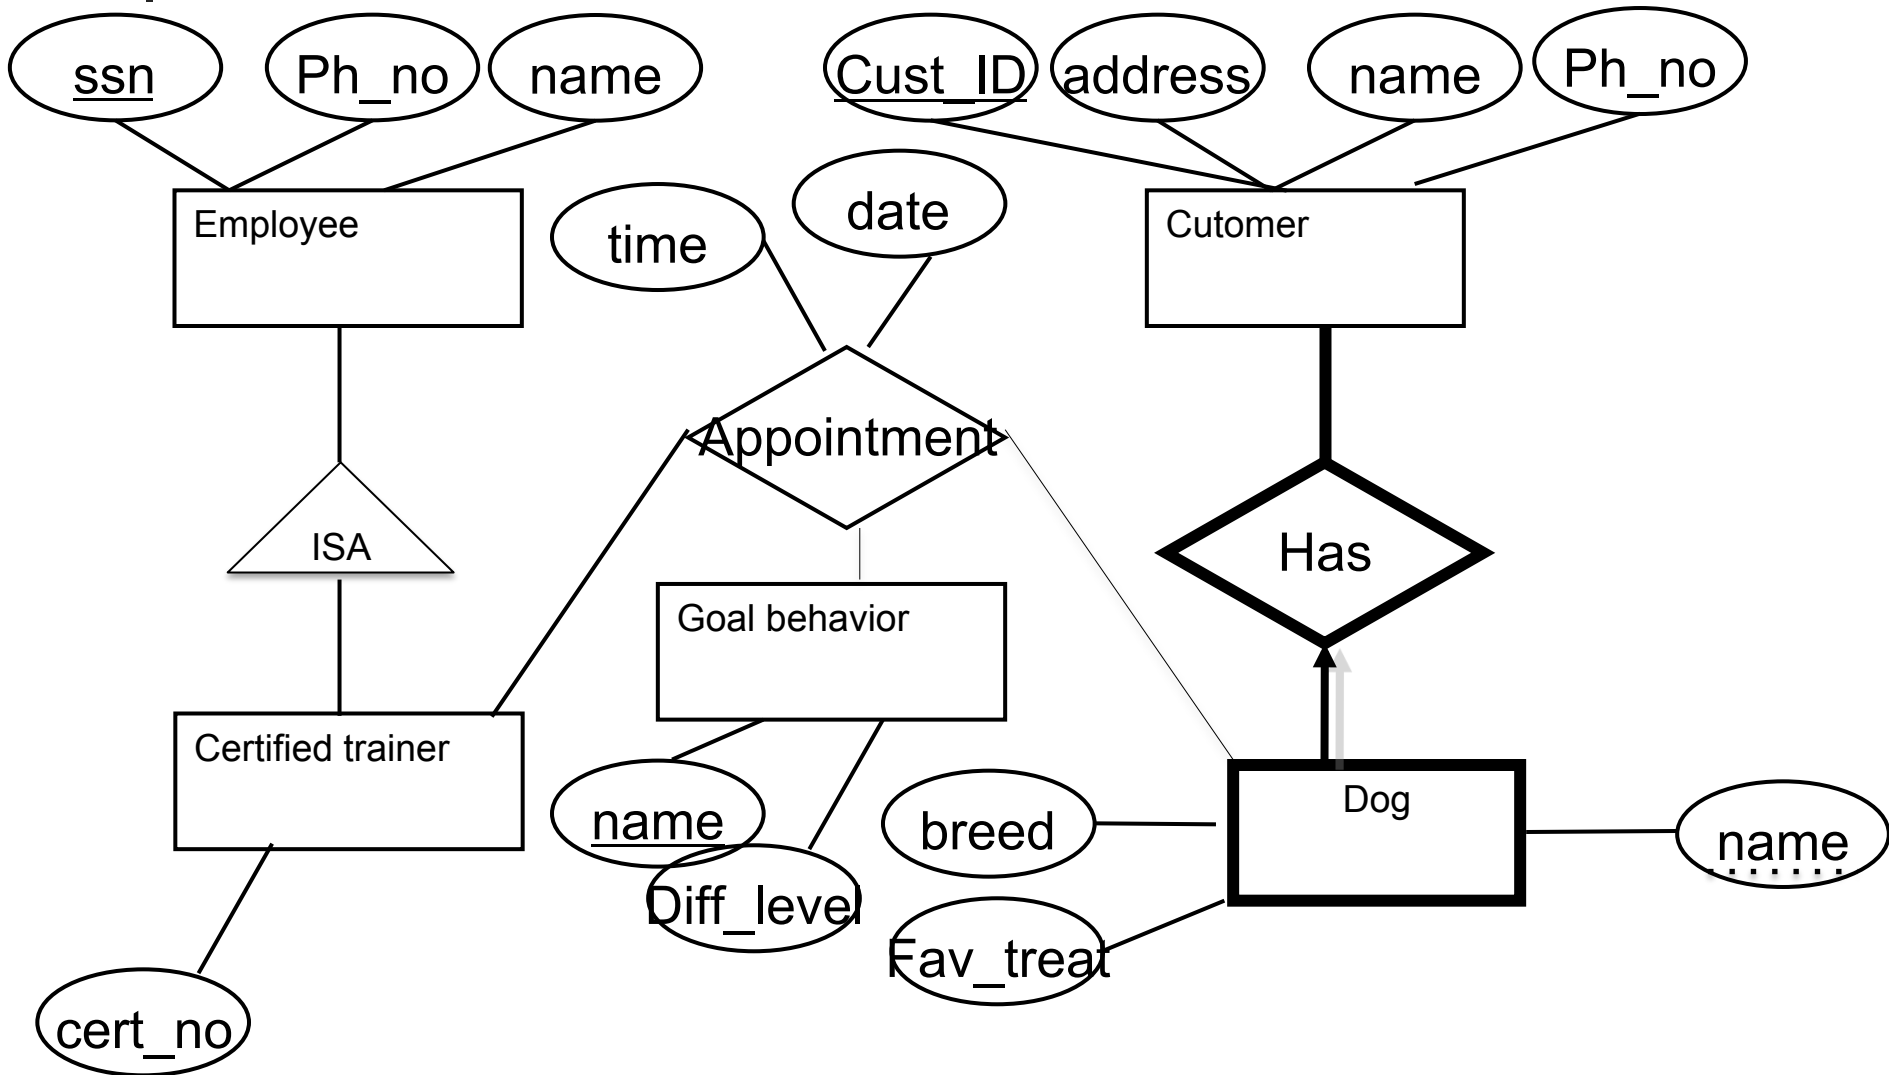 ssn
Ph_no
name
Cust_ID
address
name
Ph_no
Employee
time
date
Cutomer
Appointment
Has
ISA
Goal behavior
Certified trainer
Dog
name
breed
name
Diff_level
Fav_treat
cert_no